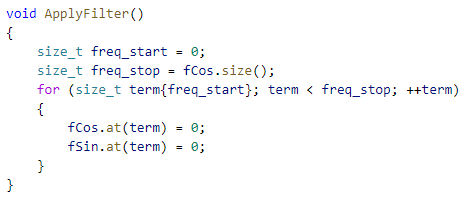 void ApplyFilter()
{
    size_t freq_start = 0;
    size_t freq_stop = fCos.size();
    for (size_t term{freq_start}; term < freq_stop; ++term)
    {
        fCos.at(term) = 0;
        fSin.at(term) = 0;
    }
}